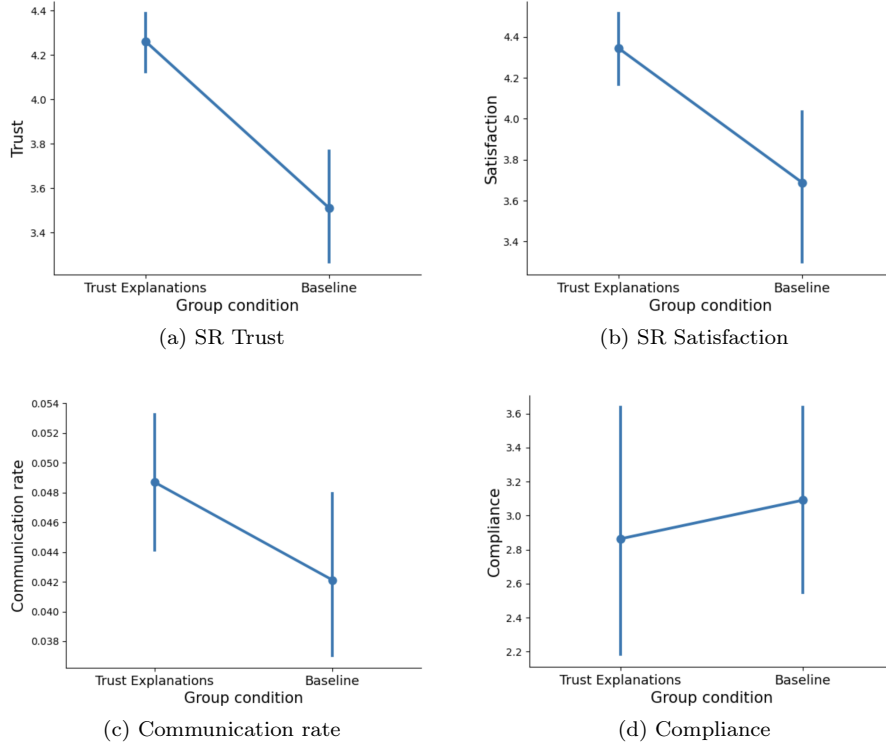 4.4
4.2
4.0
3.8
3.6
3.4
Trust
Trust Explanations
Baseline
Group condition
(a) SR Trust
4.4
4.2
4.0
3.8
3.6
3.4
Satisfaction
Trust Explanations
Baseline
Group condition
(b) SR Satisfaction
0.054
0.052
0.050
0.048
0.046
0.044
0.042
0.040
0.038
Communication rate
Trust Explanations
Baseline
Group condition
(c) Communication rate
3.6
3.4
3.2
3.0
2.8
2.6
2.4
2.2
Compliance
Trust Explanations
Baseline
Group condition
(d) Compliance